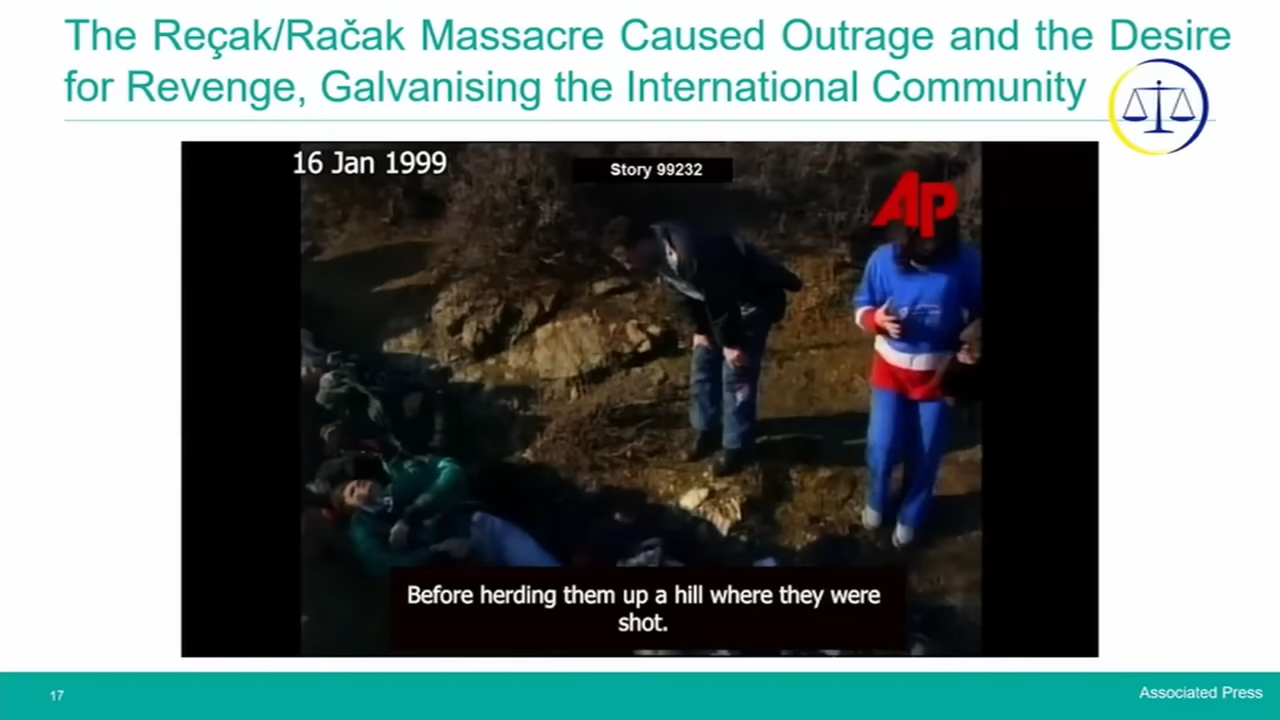 The Reçak/Račak Massacre Caused Outrage and the Desire
for Revenge, Galvanising the International Community
16 Jan 1999
Story 99232
AP
Before herding them up a hill where they were
shot.
17
Associated Press